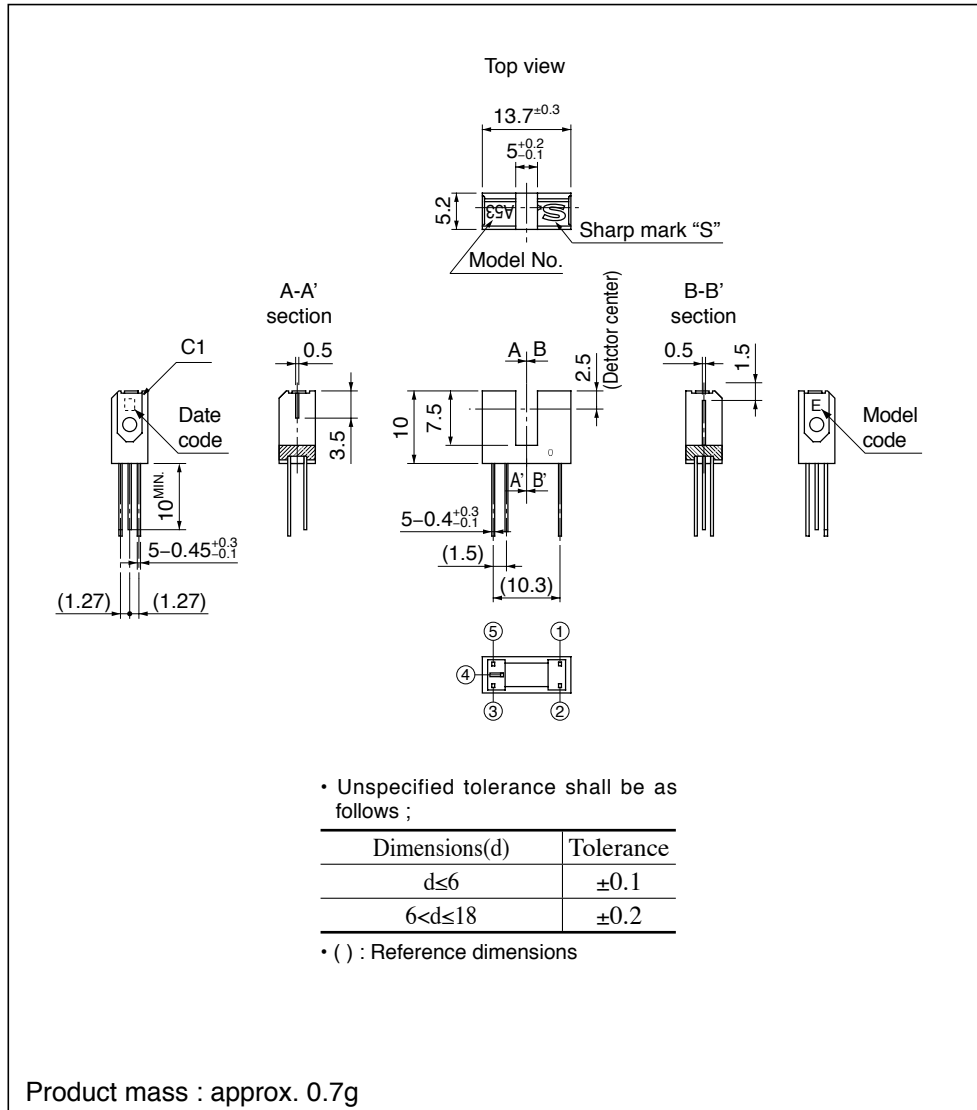 Top view
13.7±0.3
5+0.2−0.1
5.2
A53
S
Sharp mark “S”
Model No.
A-A'
section
0.5
C1
Date
code
3.5
10MIN.
5−0.45+0.3−0.1
(1.27) (1.27)
A B
2.5
(Detctor center)
10
7.5
A' B'
5−0.4+0.3−0.1
(1.5)
(10.3)
B-B'
section
0.5
1.5
E
Model
code
⑤ ①
④
③ ②
• Unspecified tolerance shall be as
follows ;
Dimensions(d) Tolerance
d≤6 ±0.1
6<d≤18 ±0.2
• ( ) : Reference dimensions
Product mass : approx. 0.7g